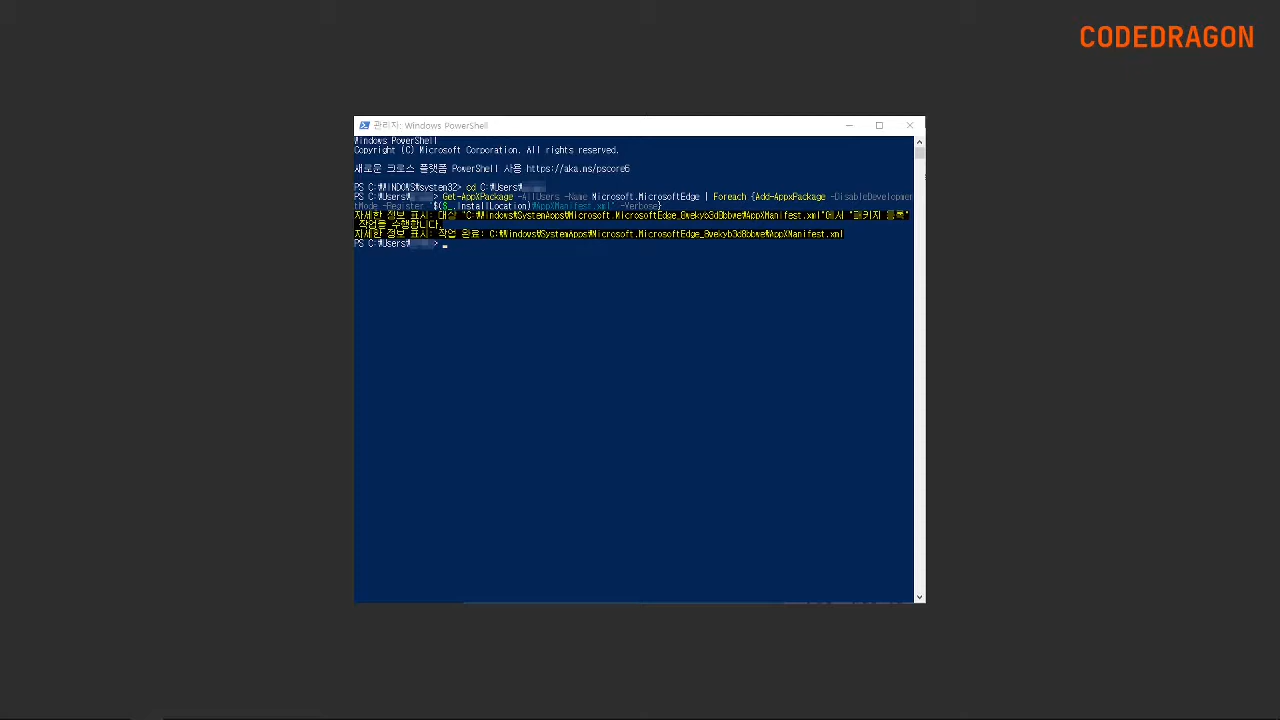 CODEDRAGON
관리자: Windows PowerShell
Windows PowerShell
Copyright (C) Microsoft Corporation. All rights reserved.
새로운 크로스 플랫폼 PowerShell 사용 https://aka.ms/pscore6
PS C:₩WINDOWS₩system32> cd C:₩Users₩
PS C:₩Users₩ > Get-AppXPackage -AllUsers -Name Microsoft.MicrosoftEdge | Foreach {Add-AppxPackage -DisableDevelopmen
tMode -Register "$($_.InstallLocation)₩AppXManifest.xml" -Verbose}
자세한 정보 표시: 대상 "C:₩Windows₩SystemApps₩Microsoft.MicrosoftEdge_8wekyb3d8bbwe₩AppXManifest.xml"에서 "패키지 등록"
작업을 수행합니다.
자세한 정보 표시: 작업 완료: C:₩Windows₩SystemApps₩Microsoft.MicrosoftEdge_8wekyb3d8bbwe₩AppXManifest.xml
PS C:₩Users₩ >